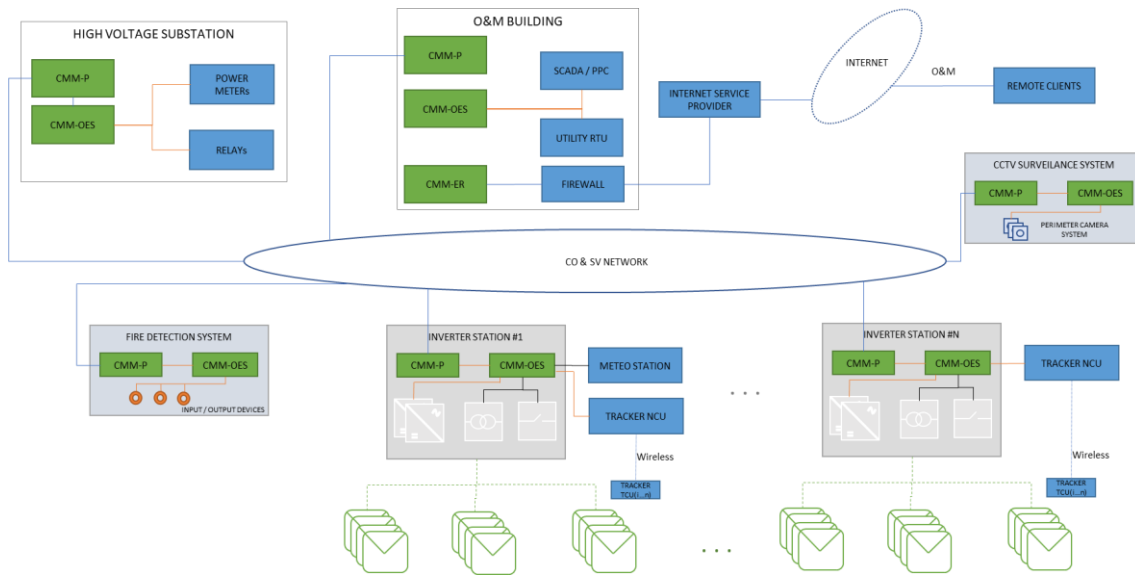 HIGH VOLTAGE SUBSTATION
CMM-P
CMM-OES
POWER
METERs
RELAYs
O&M BUILDING
CMM-P
CMM-OES
CMM-ER
SCADA / PPC
UTILITY RTU
FIREWALL
INTERNET SERVICE
PROVIDER
INTERNET
O&M
REMOTE CLIENTS
CCTV SURVEILANCE SYSTEM
CMM-P
CMM-OES
PERIMETER CAMERA
SYSTEM
CO & SV NETWORK
FIRE DETECTION SYSTEM
CMM-P
CMM-OES
INPUT / OUTPUT DEVICES
INVERTER STATION #1
CMM-P
CMM-OES
METEO STATION
TRACKER NCU
Wireless
TRACKER
TCU(i...n)
INVERTER STATION #N
CMM-P
CMM-OES
TRACKER NCU
Wireless
TRACKER
TCU(i...n)